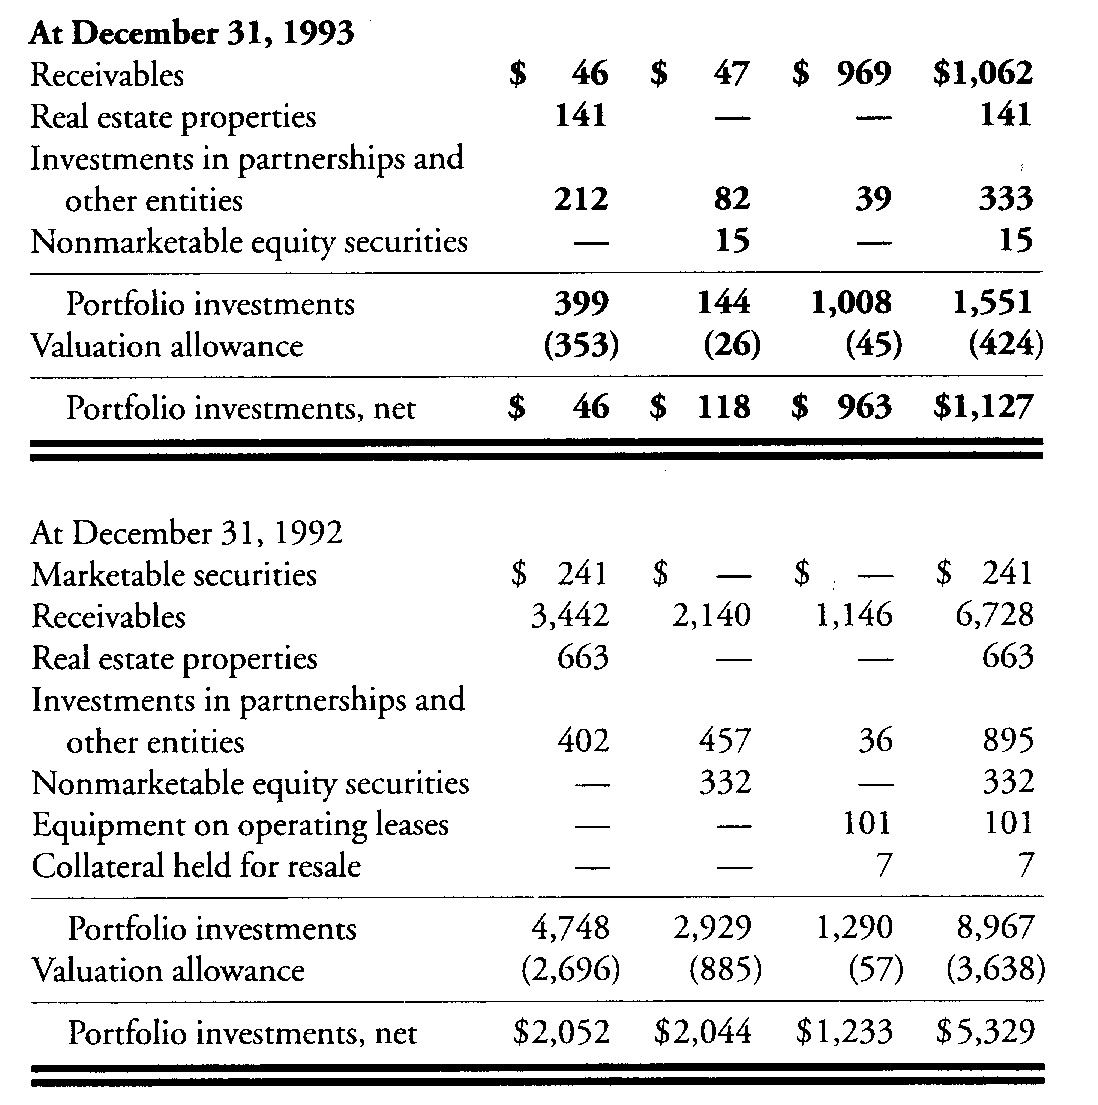 At December 31, 1993
Receivables $ 46 $ 47 $ 969 $1,062
Real estate properties 141 — — 141
Investments in partnerships and
other entities 212 82 39 333
Nonmarketable equity securities — 15 — 15
Portfolio investments 399 144 1,008 1,551
Valuation allowance (353) (26) (45) (424)
Portfolio investments, net $ 46 $ 118 $ 963 $1,127
At December 31, 1992
Marketable securities $ 241 $ — $ — $ 241
Receivables 3,442 2,140 1,146 6,728
Real estate properties 663 — — 663
Investments in partnerships and
other entities 402 457 36 895
Nonmarketable equity securities — 332 — 332
Equipment on operating leases — — 101 101
Collateral held for resale — — 7 7
Portfolio investments 4,748 2,929 1,290 8,967
Valuation allowance (2,696) (885) (57) (3,638)
Portfolio investments, net $2,052 $2,044 $1,233 $5,329